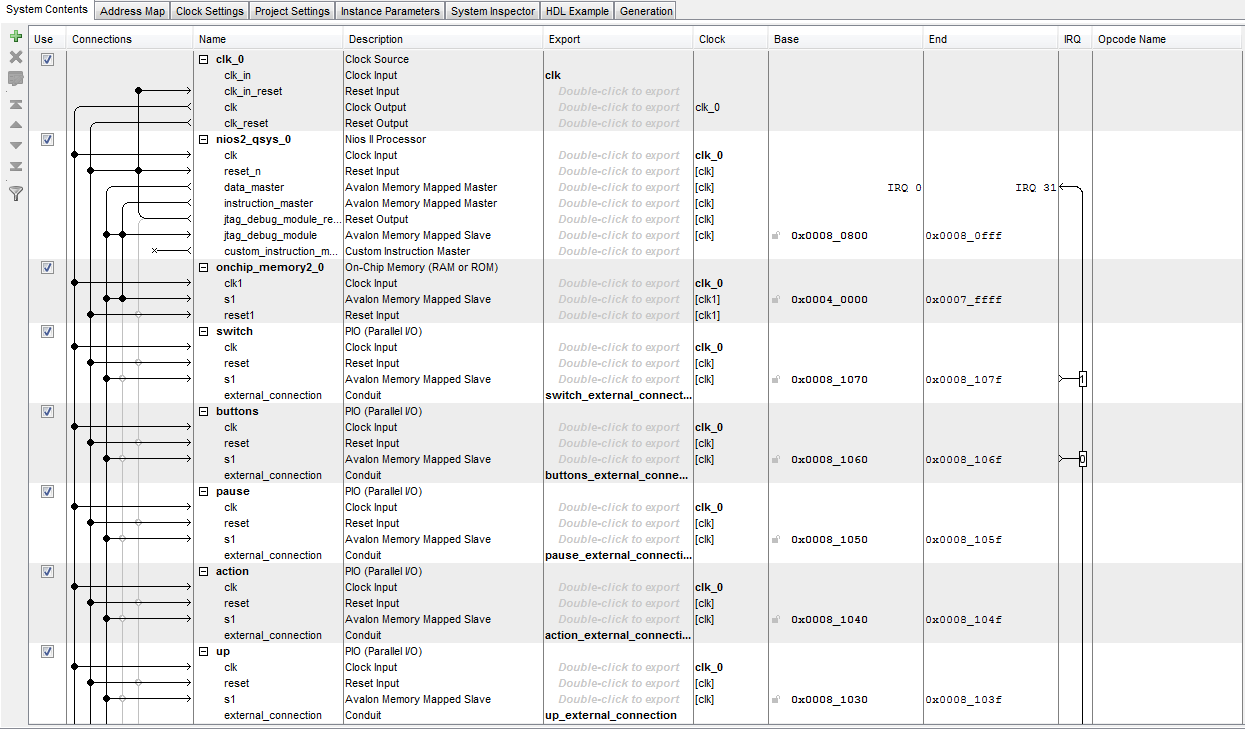 System Contents Address Map Clock Settings Project Settings Instance Parameters System Inspector HDL Example Generation
Use Connections Name Description Export Clock Base End IRQ Opcode Name
clk_0 Clock Source
clk_in Clock Input clk
clk_in_reset Reset Input Double-click to export
clk Clock Output Double-click to export clk_0
clk_reset Reset Output Double-click to export
nios2_qsys_0 Nios II Processor
clk Clock Input Double-click to export clk_0
reset_n Reset Input Double-click to export [clk]
data_master Avalon Memory Mapped Master Double-click to export [clk] IRQ 0 IRQ 31
instruction_master Avalon Memory Mapped Master Double-click to export [clk]
jtag_debug_module_re... Reset Output Double-click to export [clk]
jtag_debug_module Avalon Memory Mapped Slave Double-click to export [clk] 0x0008_0800 0x0008_0fff
custom_instruction_m... Custom Instruction Master Double-click to export
onchip_memory2_0 On-Chip Memory (RAM or ROM)
clk1 Clock Input Double-click to export clk_0
s1 Avalon Memory Mapped Slave Double-click to export [clk1] 0x0004_0000 0x0007_ffff
reset1 Reset Input Double-click to export [clk1]
switch PIO (Parallel I/O)
clk Clock Input Double-click to export clk_0
reset Reset Input Double-click to export [clk]
s1 Avalon Memory Mapped Slave Double-click to export [clk] 0x0008_1070 0x0008_107f 1
external_connection Conduit switch_external_connect...
buttons PIO (Parallel I/O)
clk Clock Input Double-click to export clk_0
reset Reset Input Double-click to export [clk]
s1 Avalon Memory Mapped Slave Double-click to export [clk] 0x0008_1060 0x0008_106f 0
external_connection Conduit buttons_external_conne...
pause PIO (Parallel I/O)
clk Clock Input Double-click to export clk_0
reset Reset Input Double-click to export [clk]
s1 Avalon Memory Mapped Slave Double-click to export [clk] 0x0008_1050 0x0008_105f
external_connection Conduit pause_external_connecti...
action PIO (Parallel I/O)
clk Clock Input Double-click to export clk_0
reset Reset Input Double-click to export [clk]
s1 Avalon Memory Mapped Slave Double-click to export [clk] 0x0008_1040 0x0008_104f
external_connection Conduit action_external_connecti...
up PIO (Parallel I/O)
clk Clock Input Double-click to export clk_0
reset Reset Input Double-click to export [clk]
s1 Avalon Memory Mapped Slave Double-click to export [clk] 0x0008_1030 0x0008_103f
external_connection Conduit up_external_connection